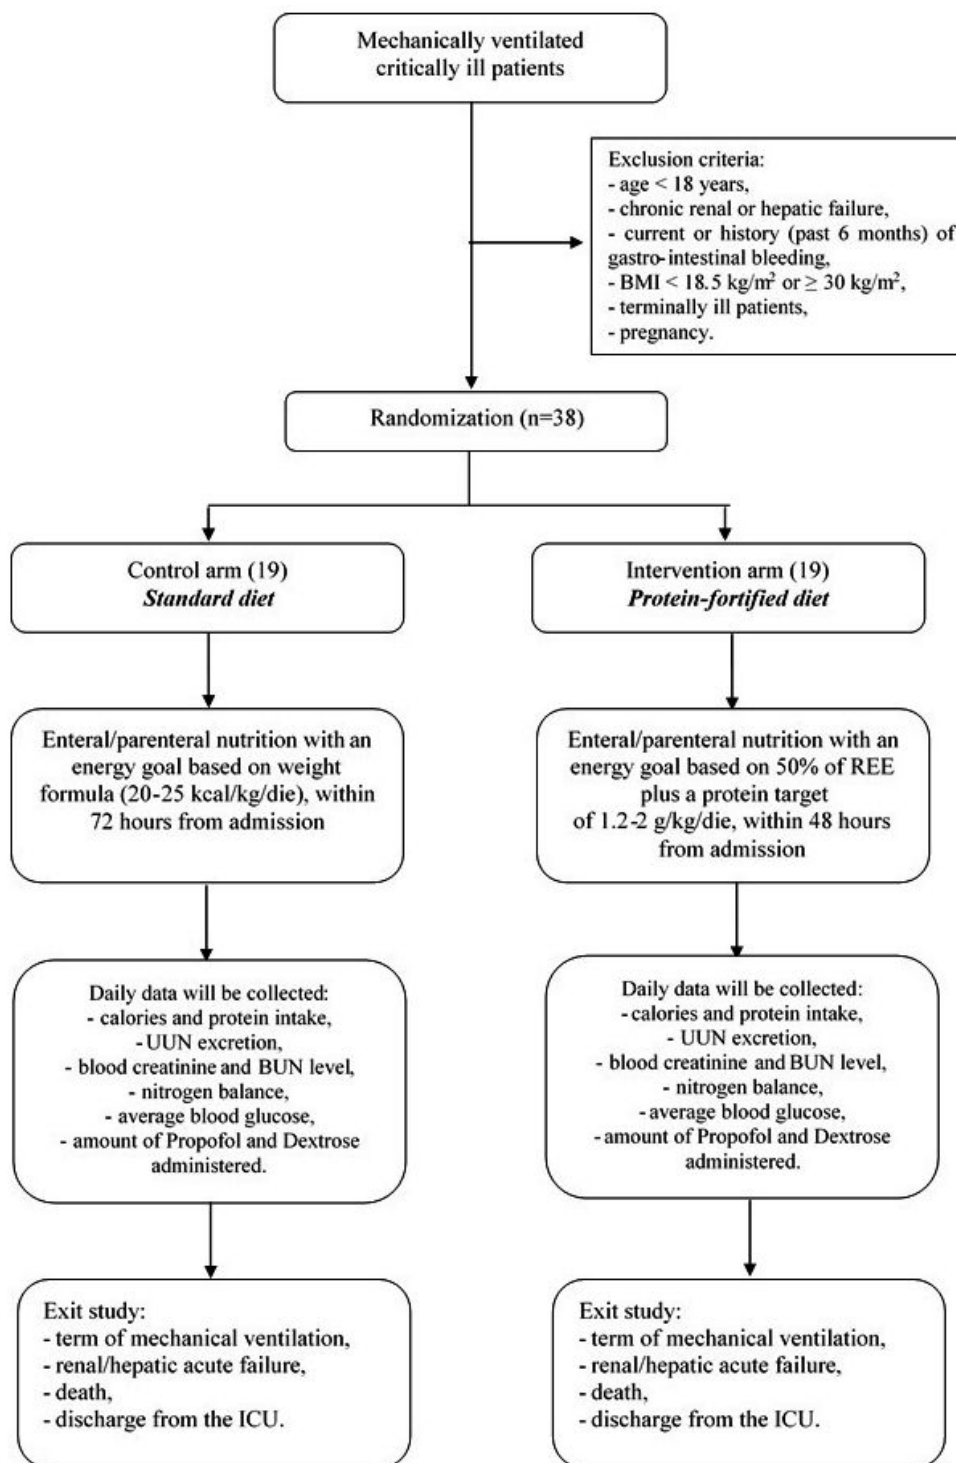 Mechanically ventilated
critically ill patients
Exclusion criteria:
- age < 18 years,
- chronic renal or hepatic failure,
- current or history (past 6 months) of
gastro-intestinal bleeding,
- BMI < 18.5 kg/m² or ≥ 30 kg/m²,
- terminally ill patients,
- pregnancy.
Randomization (n=38)
Control arm (19)
Standard diet
Intervention arm (19)
Protein-fortified diet
Enteral/parenteral nutrition with an
energy goal based on weight
formula (20-25 kcal/kg/die), within
72 hours from admission
Enteral/parenteral nutrition with an
energy goal based on 50% of REE
plus a protein target
of 1.2-2 g/kg/die, within 48 hours
from admission
Daily data will be collected:
- calories and protein intake,
- UUN excretion,
- blood creatinine and BUN level,
- nitrogen balance,
- average blood glucose,
- amount of Propofol and Dextrose
administered.
Daily data will be collected:
- calories and protein intake,
- UUN excretion,
- blood creatinine and BUN level,
- nitrogen balance,
- average blood glucose,
- amount of Propofol and Dextrose
administered.
Exit study:
- term of mechanical ventilation,
- renal/hepatic acute failure,
- death,
- discharge from the ICU.
Exit study:
- term of mechanical ventilation,
- renal/hepatic acute failure,
- death,
- discharge from the ICU.